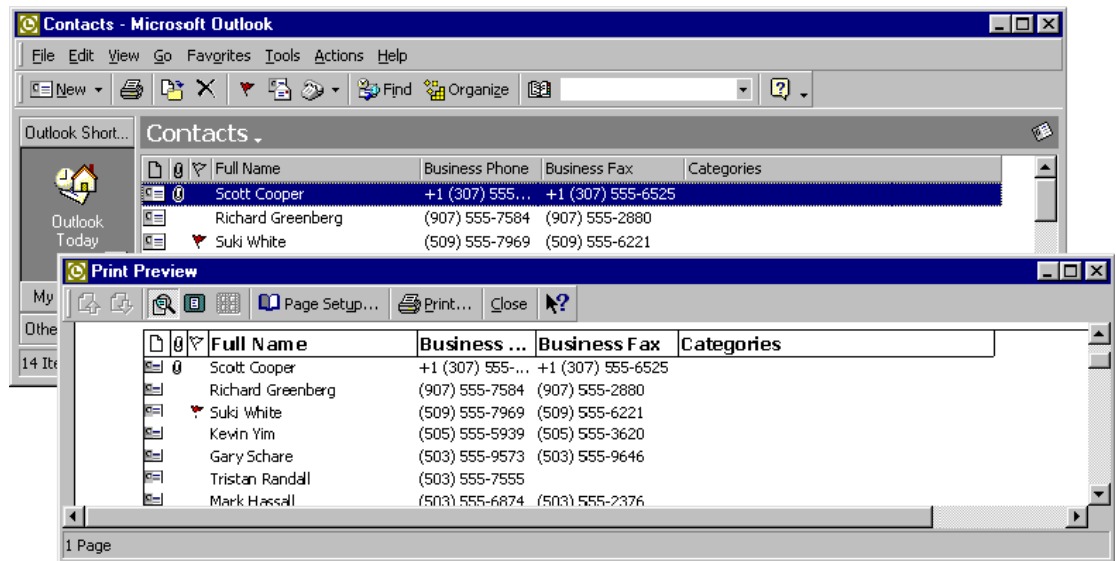 Contacts - Microsoft Outlook
File Edit View Go Favorites Tools Actions Help
New Find Organize
Outlook Short... Contacts
Full Name Business Phone Business Fax Categories
Scott Cooper +1 (307) 555... +1 (307) 555-6525
Richard Greenberg (907) 555-7584 (907) 555-2880
Suki White (509) 555-7969 (509) 555-6221
Outlook
Today
My
Othe
14 Ite
Print Preview
Page Setup... Print... Close
Full Name Business ... Business Fax Categories
Scott Cooper +1 (307) 555-... +1 (307) 555-6525
Richard Greenberg (907) 555-7584 (907) 555-2880
Suki White (509) 555-7969 (509) 555-6221
Kevin Yim (505) 555-5939 (505) 555-3620
Gary Schare (503) 555-9573 (503) 555-9646
Tristan Randall (503) 555-7555
Mark Hassall (503) 555-6874 (503) 555-2376
1 Page